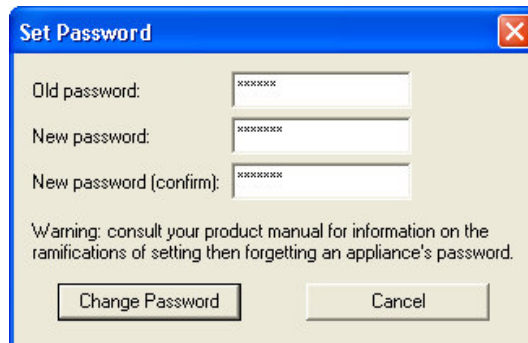 Set Password
Old password: ******
New password: *******
New password (confirm): *******
Warning: consult your product manual for information on the
ramifications of setting then forgetting an appliance's password.
Change Password Cancel